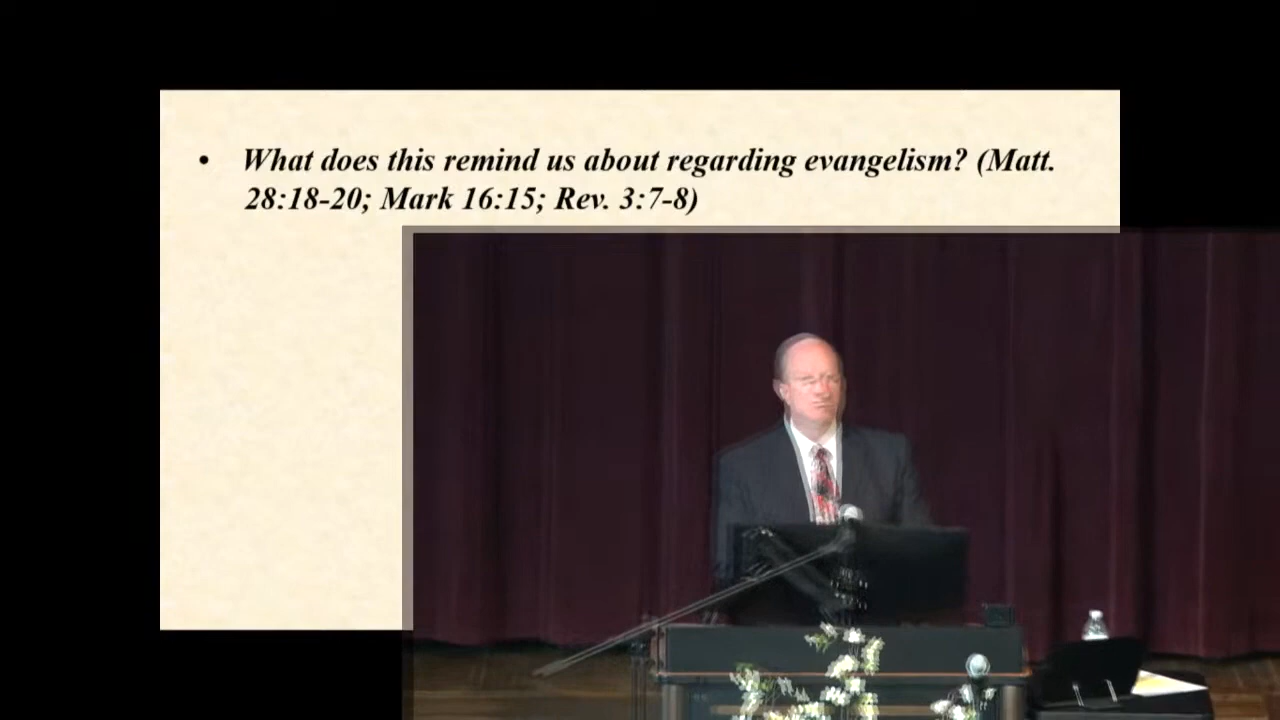 • What does this remind us about regarding evangelism? (Matt.
28:18-20; Mark 16:15; Rev. 3:7-8)